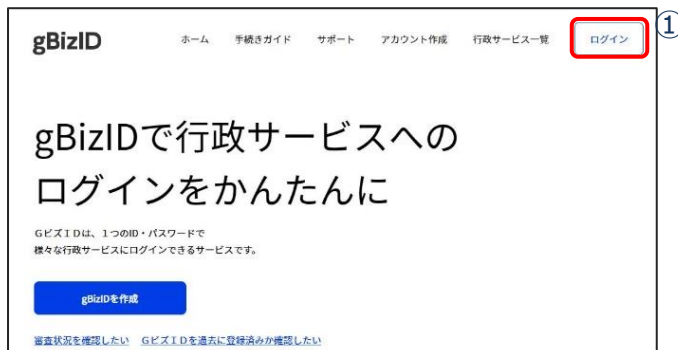 gBizID
ホーム 手続きガイド サポート アカウント作成 行政サービス一覧 ログイン ①
gBizIDで行政サービスへの
ログインをかんたんに
GビズIDは、1つのID・パスワードで
様々な行政サービスにログインできるサービスです。
gBizIDを作成
審査状況を確認したい GビズIDを過去に登録済みか確認したい